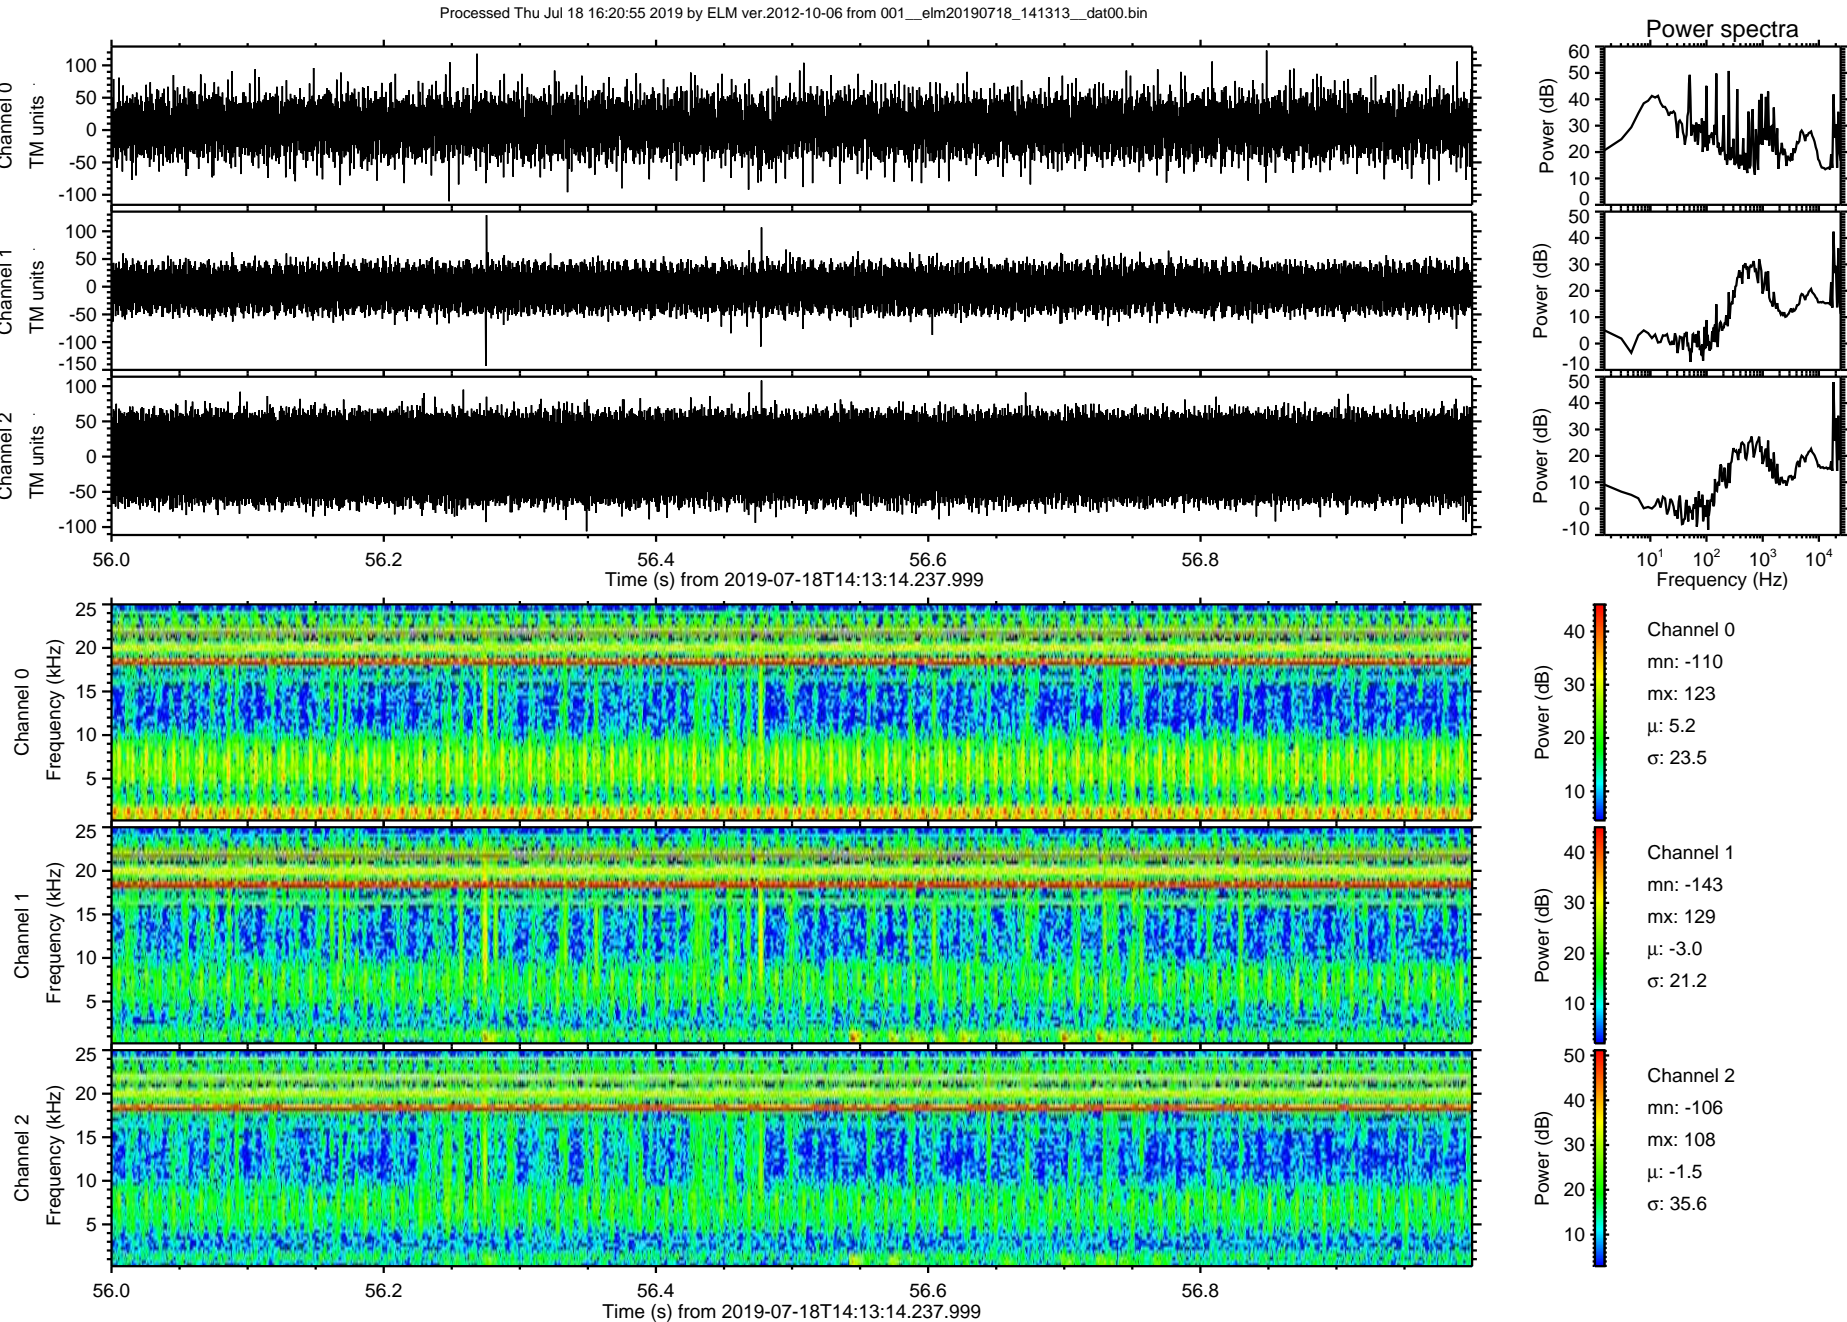 Processed Thu Jul 18 16:20:55 2019 by ELM ver.2012-10-06 from 001__elm20190718_141313__dat00.bin
Power spectra
Channel 0
TM units
100
50
0
-50
-100
Power (dB)
60
50
40
30
20
10
0
Channel 1
TM units
100
50
0
-50
-100
-150
Power (dB)
50
40
30
20
10
0
-10
Channel 2
TM units
100
50
0
-50
-100
Power (dB)
50
40
30
20
10
0
-10
56.0 56.2 56.4 56.6 56.8
Time (s) from 2019-07-18T14:13:14.237.999
10^1 10^2 10^3 10^4
Frequency (Hz)
Channel 0
Frequency (kHz)
25
20
15
10
5
Power (dB)
40
30
20
10
Channel 0
mn: -110
mx: 123
μ: 5.2
σ: 23.5
Channel 1
Frequency (kHz)
25
20
15
10
5
Power (dB)
40
30
20
10
Channel 1
mn: -143
mx: 129
μ: -3.0
σ: 21.2
Channel 2
Frequency (kHz)
25
20
15
10
5
Power (dB)
50
40
30
20
10
Channel 2
mn: -106
mx: 108
μ: -1.5
σ: 35.6
56.0 56.2 56.4 56.6 56.8
Time (s) from 2019-07-18T14:13:14.237.999